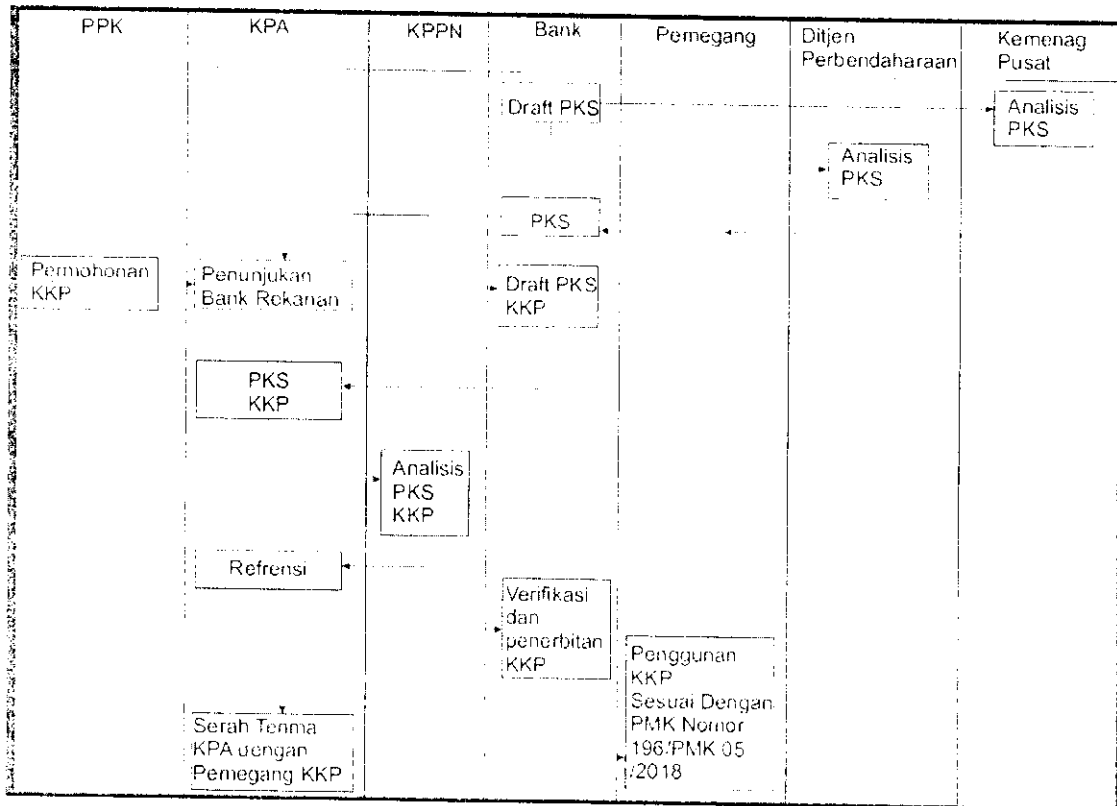 PPK
KPA
KPPN
Bank
Pemegang
Ditjen
Perbendaharaan
Kemenag
Pusat
Draft PKS
Analisis
PKS
Analisis
PKS
PKS
Permohonan
KKP
Penunjukan
Bank Rekanan
Draft PKS
KKP
PKS
KKP
Analisis
PKS
KKP
Refrensi
Verifikasi
dan
penerbitan
KKP
Penggunan
KKP
Sesuai Dengan
PMK Nomor
196/PMK 05
/2018
Serah Terima
KPA dengan
Pemegang KKP